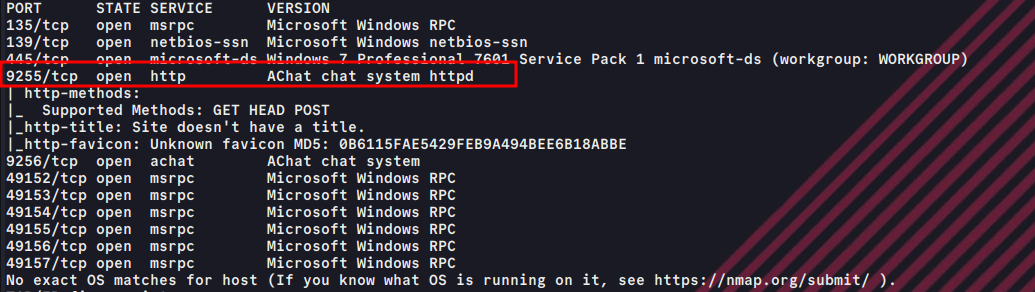 PORT STATE SERVICE VERSION
135/tcp open msrpc Microsoft Windows RPC
139/tcp open netbios-ssn Microsoft Windows netbios-ssn
445/tcp open microsoft-ds Windows 7 Professional 7601 Service Pack 1 microsoft-ds (workgroup: WORKGROUP)
9255/tcp open http AChat chat system httpd
| http-methods:
|_ Supported Methods: GET HEAD POST
|_http-title: Site doesn't have a title.
|_http-favicon: Unknown favicon MD5: 0B6115FAE5429FEB9A494BEE6B18ABBE
9256/tcp open achat AChat chat system
49152/tcp open msrpc Microsoft Windows RPC
49153/tcp open msrpc Microsoft Windows RPC
49154/tcp open msrpc Microsoft Windows RPC
49155/tcp open msrpc Microsoft Windows RPC
49156/tcp open msrpc Microsoft Windows RPC
49157/tcp open msrpc Microsoft Windows RPC
No exact OS matches for host (If you know what OS is running on it, see https://nmap.org/submit/ ).